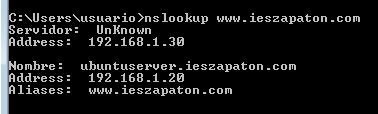 C:\Users\usuario>nslookup www.ieszapaton.com
Servidor:  UnKnown
Address:  192.168.1.30
Nombre:  ubuntuserver.ieszapaton.com
Address:  192.168.1.20
Aliases:  www.ieszapaton.com